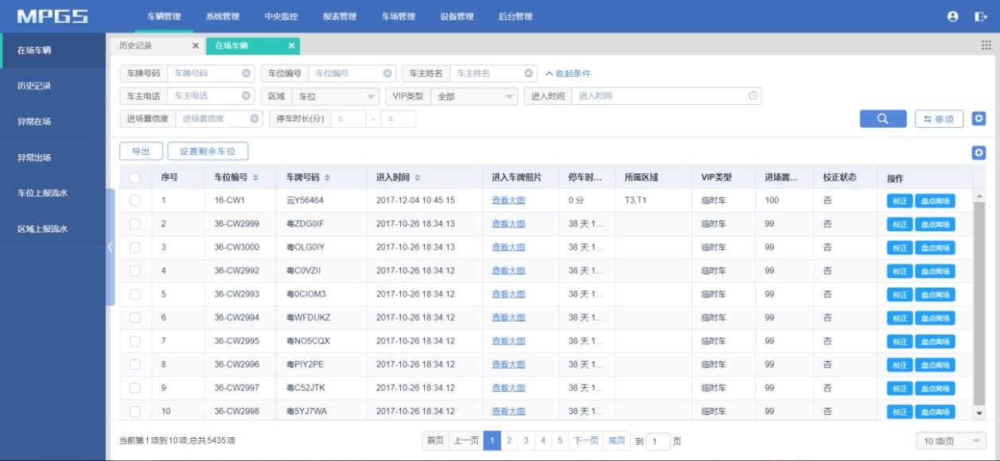 MPGS 车辆管理 系统管理 中央监控 报表管理 车场管理 设备管理 后台管理
在场车辆
历史记录
异常在场
异常出场
车位上报流水
区域上报流水
历史记录 × 在场车辆 ×
车牌号码 车牌号码 车位编号 车位编号 车主姓名 车主姓名 收起条件
车主电话 车主电话 区域 车位 VIP类型 全部 进入时间 进入时间
进场置信度 进场置信度 停车时长(分) ≤ - ≤ 单项
导出 设置剩余车位
序号 车位编号 车牌号码 进入时间 进入车牌照片 停车时... 所属区域 VIP类型 进场置... 校正状态 操作
1 16-CW1 云Y56464 2017-12-04 10:45:15 查看大图 0 分 T3,T1 临时车 100 否 校正 盘点离场
2 36-CW2999 粤ZDG0IF 2017-10-26 18:34:13 查看大图 38 天 1... 临时车 99 否 校正 盘点离场
3 36-CW3000 粤OLG0IY 2017-10-26 18:34:13 查看大图 38 天 1... 临时车 99 否 校正 盘点离场
4 36-CW2992 粤C0VZII 2017-10-26 18:34:12 查看大图 38 天 1... 临时车 99 否 校正 盘点离场
5 36-CW2993 粤0CIOM3 2017-10-26 18:34:12 查看大图 38 天 1... 临时车 99 否 校正 盘点离场
6 36-CW2994 粤WFDUKZ 2017-10-26 18:34:12 查看大图 38 天 1... 临时车 99 否 校正 盘点离场
7 36-CW2995 粤NO5CQX 2017-10-26 18:34:12 查看大图 38 天 1... 临时车 99 否 校正 盘点离场
8 36-CW2996 粤PIY2PE 2017-10-26 18:34:12 查看大图 38 天 1... 临时车 99 否 校正 盘点离场
9 36-CW2997 粤C52JTK 2017-10-26 18:34:12 查看大图 38 天 1... 临时车 99 否 校正 盘点离场
10 36-CW2998 粤5YJ7WA 2017-10-26 18:34:12 查看大图 38 天 1... 临时车 99 否 校正 盘点离场
当前第1项到10项,总共5435项 首页 上一页 1 2 3 4 5 下一页 尾页 到 1 页 10 项/页